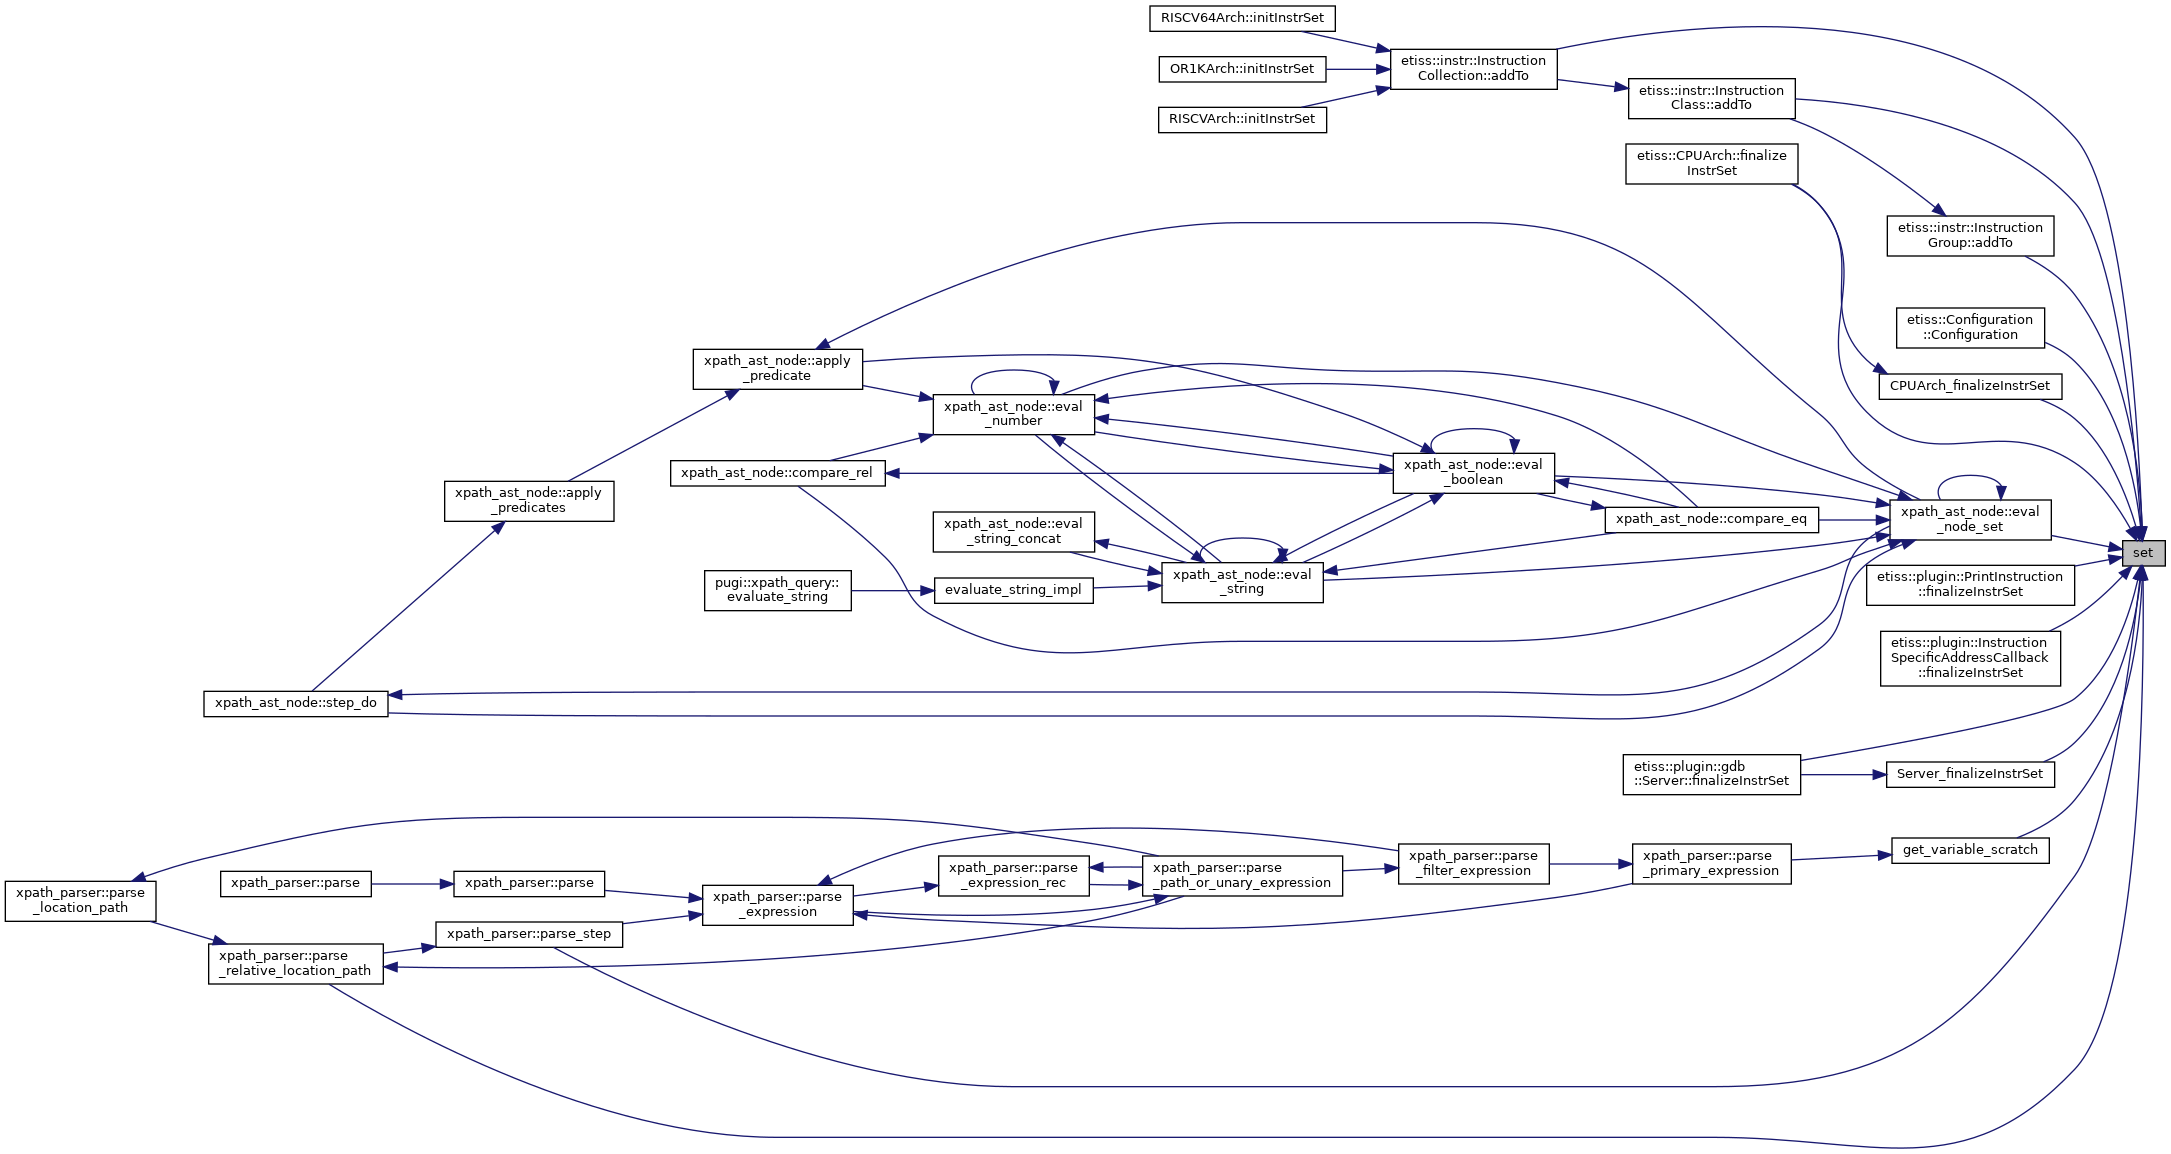 RISCV64Arch::initInstrSet
OR1KArch::initInstrSet
RISCVArch::initInstrSet
etiss::instr::Instruction
Collection::addTo
etiss::instr::Instruction
Class::addTo
etiss::CPUArch::finalize
InstrSet
etiss::instr::Instruction
Group::addTo
etiss::Configuration
::Configuration
CPUArch_finalizeInstrSet
xpath_ast_node::apply
_predicate
xpath_ast_node::eval
_number
xpath_ast_node::compare_rel
xpath_ast_node::eval
_boolean
xpath_ast_node::apply
_predicates
xpath_ast_node::eval
_string_concat
xpath_ast_node::compare_eq
xpath_ast_node::eval
_node_set
set
pugi::xpath_query::
evaluate_string
evaluate_string_impl
xpath_ast_node::eval
_string
etiss::plugin::PrintInstruction
::finalizeInstrSet
etiss::plugin::Instruction
SpecificAddressCallback
::finalizeInstrSet
xpath_ast_node::step_do
etiss::plugin::gdb
::Server::finalizeInstrSet
Server_finalizeInstrSet
get_variable_scratch
xpath_parser::parse
_location_path
xpath_parser::parse
xpath_parser::parse
xpath_parser::parse
_expression
xpath_parser::parse
_expression_rec
xpath_parser::parse
_path_or_unary_expression
xpath_parser::parse
_filter_expression
xpath_parser::parse
_primary_expression
xpath_parser::parse_step
xpath_parser::parse
_relative_location_path